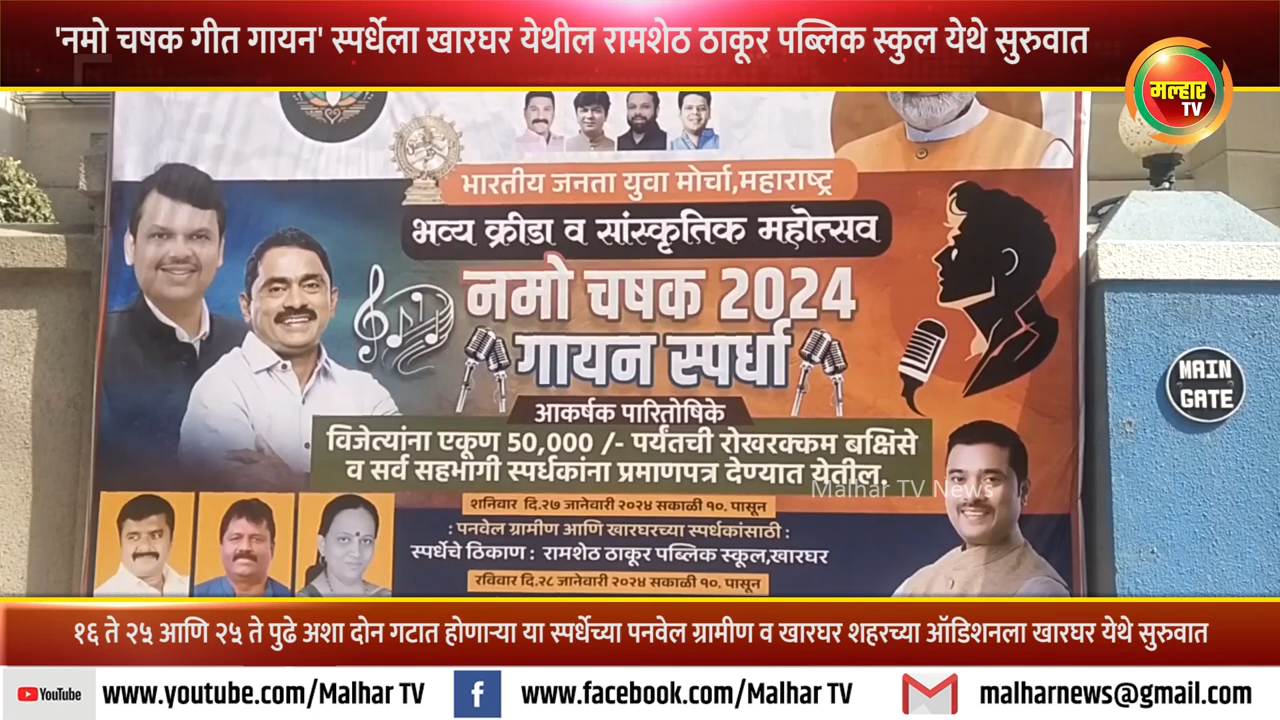 'नमो चषक गीत गायन' स्पर्धेला खारघर येथील रामशेठ ठाकूर पब्लिक स्कुल येथे सुरुवात
मल्हार
TV
भारतीय जनता युवा मोर्चा,महाराष्ट्र
भव्य क्रीडा व सांस्कृतिक महोत्सव
नमो चषक 2024
गायन स्पर्धा
MAIN
GATE
आकर्षक पारितोषिके
विजेत्यांना एकूण 50,000 /- पर्यंतची रोखरक्कम बक्षिसे
व सर्व सहभागी स्पर्धकांना प्रमाणपत्र देण्यात येतील.
Malhar TV News
शनिवार दि.२७ जानेवारी २०२४ सकाळी १०. पासून
: पनवेल ग्रामीण आणि खारघरच्या स्पर्धकांसाठी :
स्पर्धेचे ठिकाण : रामशेठ ठाकूर पब्लिक स्कूल,खारघर
रविवार दि.२८ जानेवारी २०२४ सकाळी १०. पासून
१६ ते २५ आणि २५ ते पुढे अशा दोन गटात होणाऱ्या या स्पर्धेच्या पनवेल ग्रामीण व खारघर शहरच्या ऑडिशनला खारघर येथे सुरुवात
YouTube www.youtube.com/Malhar TV
www.facebook.com/Malhar TV
malharnews@gmail.com